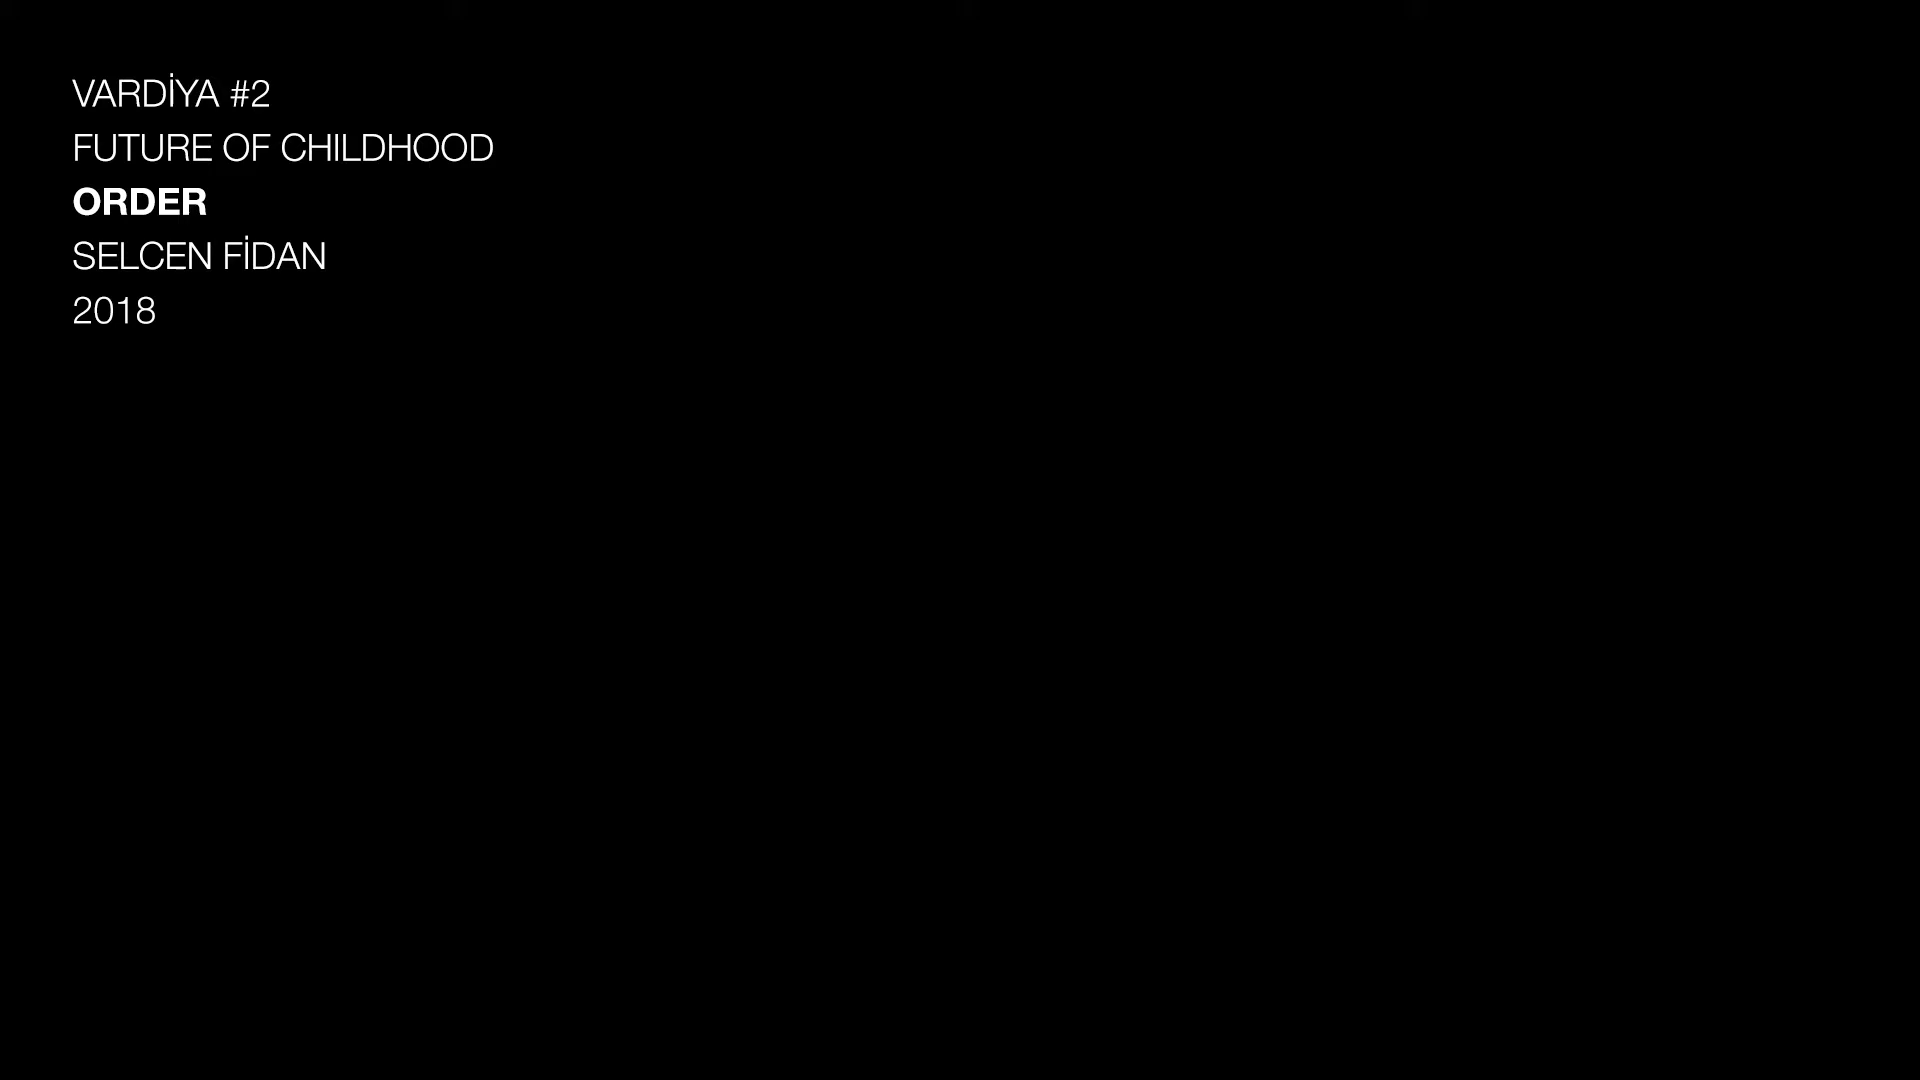 VARDİYA #2
FUTURE OF CHILDHOOD
ORDER
SELCEN FİDAN
2018